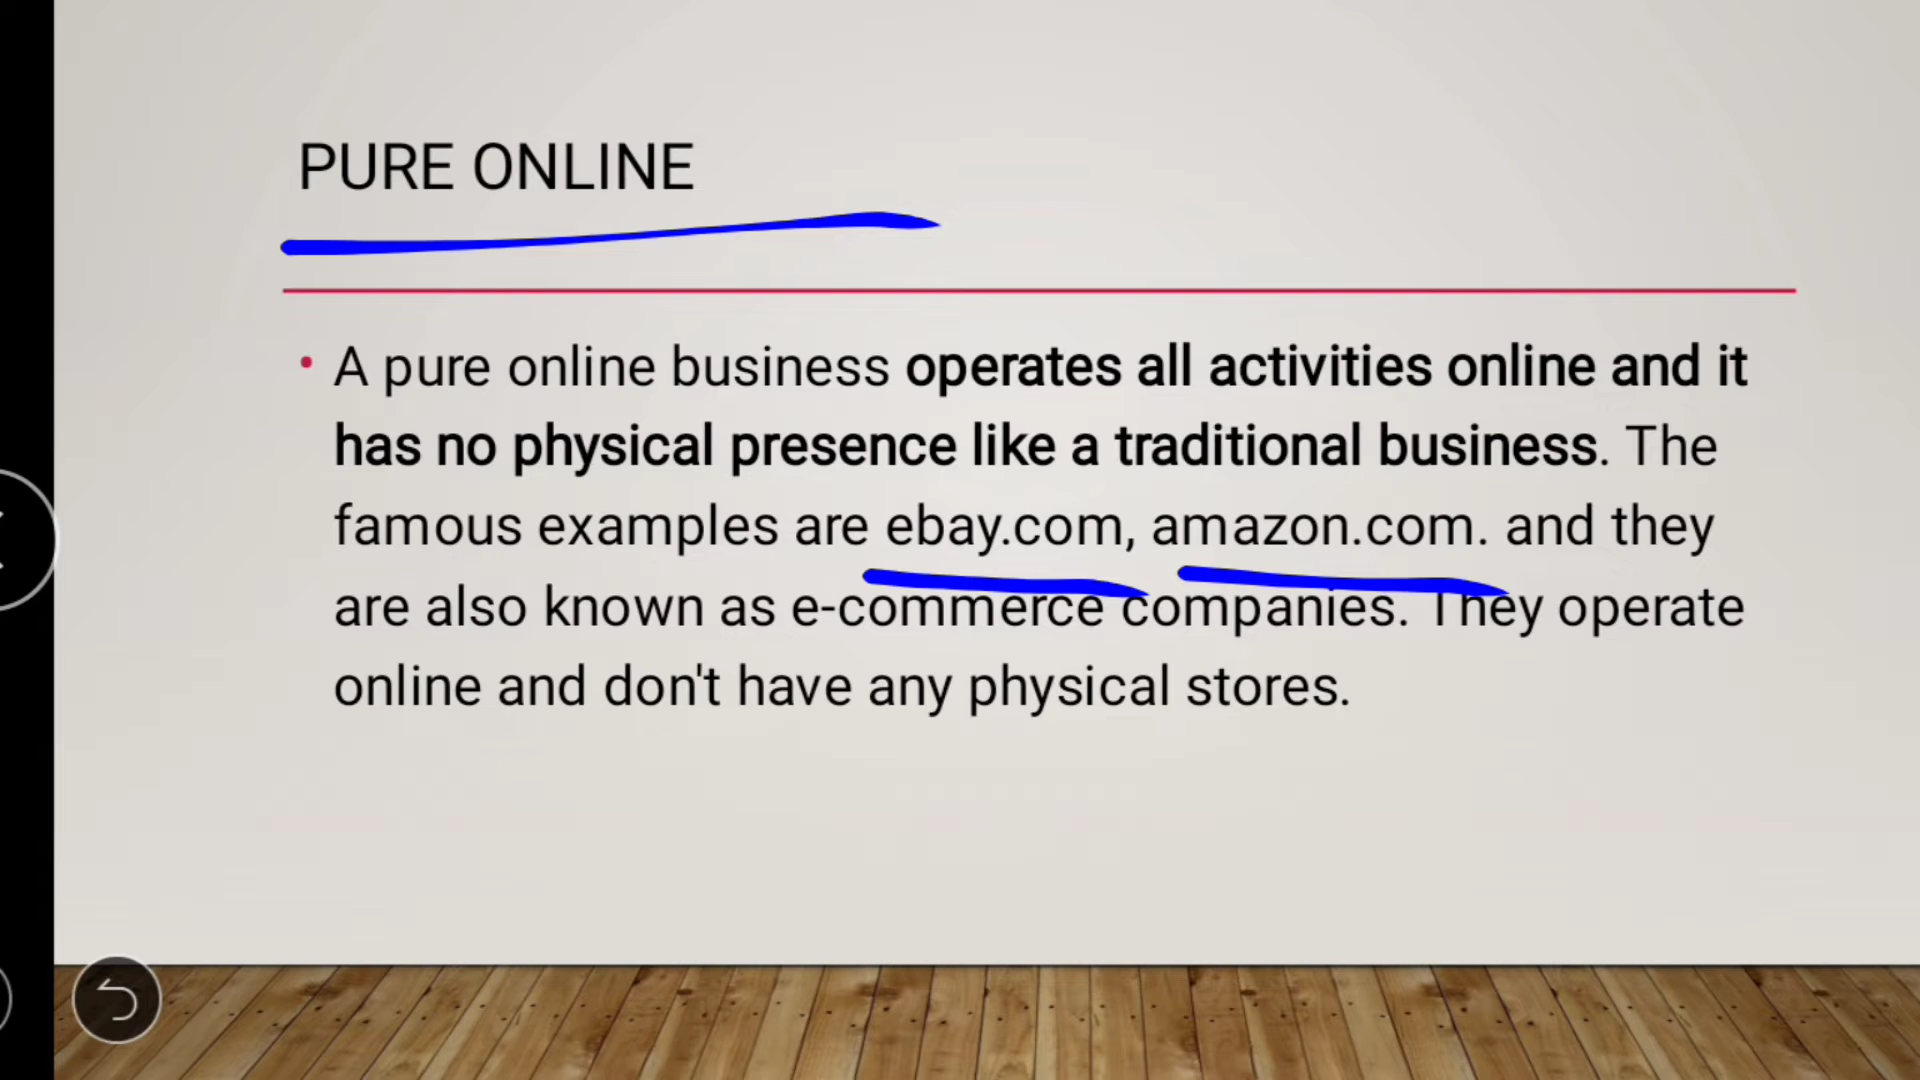 PURE ONLINE
• A pure online business operates all activities online and it
has no physical presence like a traditional business. The
famous examples are ebay.com, amazon.com. and they
are also known as e-commerce companies. They operate
online and don't have any physical stores.